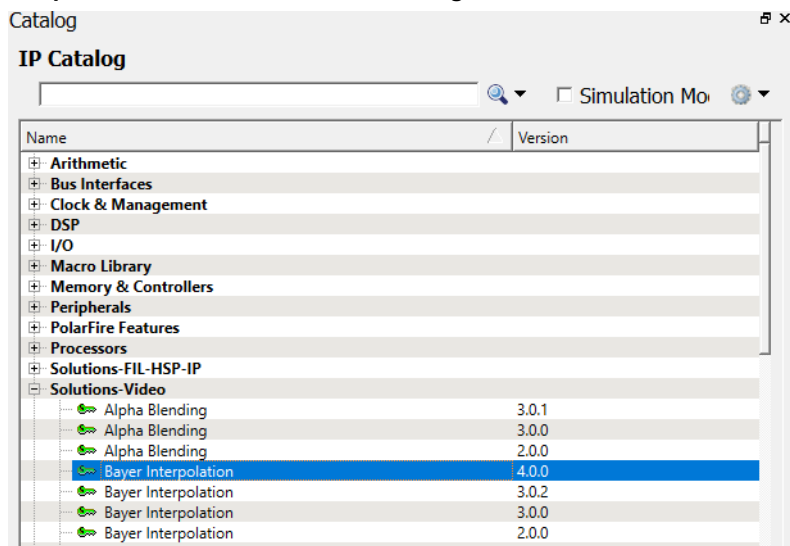 Catalog
IP Catalog
Simulation Mo
Name Version
Arithmetic
Bus Interfaces
Clock & Management
DSP
I/O
Macro Library
Memory & Controllers
Peripherals
PolarFire Features
Processors
Solutions-FIL-HSP-IP
Solutions-Video
Alpha Blending 3.0.1
Alpha Blending 3.0.0
Alpha Blending 2.0.0
Bayer Interpolation 4.0.0
Bayer Interpolation 3.0.2
Bayer Interpolation 3.0.0
Bayer Interpolation 2.0.0